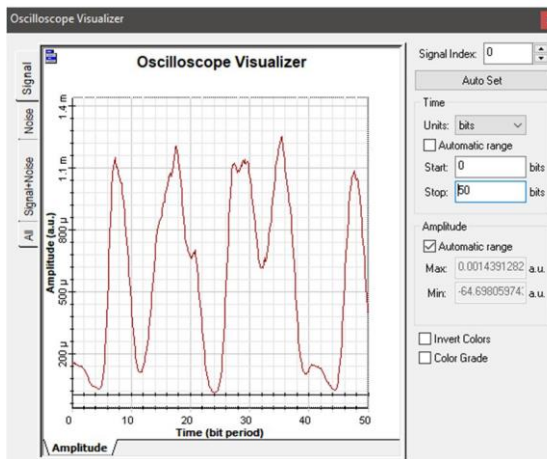 Oscilloscope Visualizer
Signal
Noise
Signal+Noise
All
Oscilloscope Visualizer
Amplitude (a.u.)
1.4 m
1.1 m
800 µ
500 µ
200 µ
0 10 20 30 40 50
Time (bit period)
Amplitude
Signal Index: 0
Auto Set
Time
Units: bits
Automatic range
Start: 0 bits
Stop: 50 bits
Amplitude
Automatic range
Max: 0.0014391282 a.u.
Min: -64.69805974: a.u.
Invert Colors
Color Grade